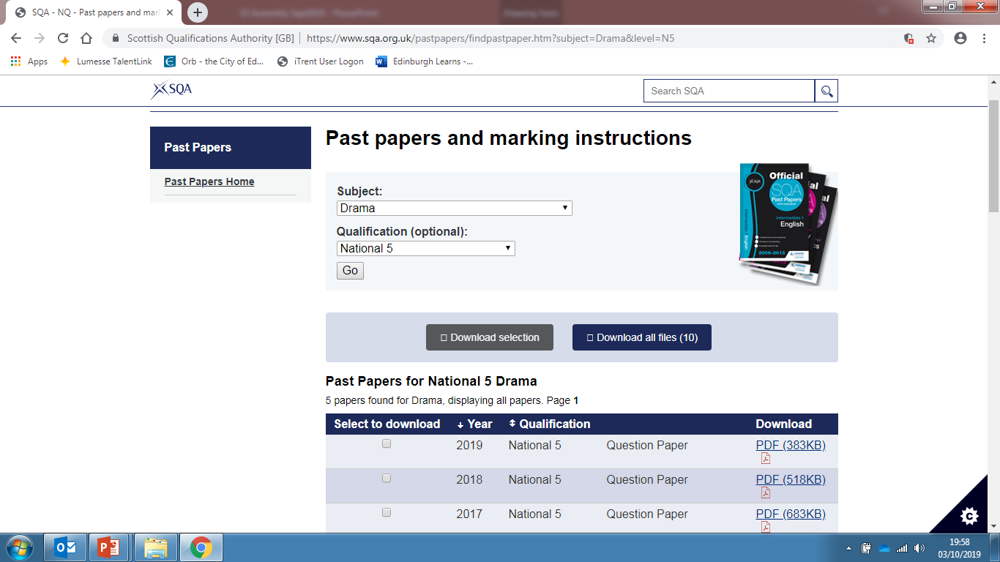 SQA - NQ - Past papers and mar
Scottish Qualifications Authority [GB] | https://www.sqa.org.uk/pastpapers/findpastpaper.htm?subject=Drama&level=N5
Apps Lumesse TalentLink Orb - the City of Ed... iTrent User Logon Edinburgh Learns -...
SQA
Search SQA
Past Papers
Past Papers Home
Past papers and marking instructions
Subject:
Drama
Qualification (optional):
National 5
Go
Official
SQA
Past Papers
Intermediate 1
English
2009-2013
Download selection
Download all files (10)
Past Papers for National 5 Drama
5 papers found for Drama, displaying all papers. Page 1
Select to download Year Qualification Download
2019 National 5 Question Paper PDF (383KB)
2018 National 5 Question Paper PDF (518KB)
2017 National 5 Question Paper PDF (683KB)
19:58
03/10/2019